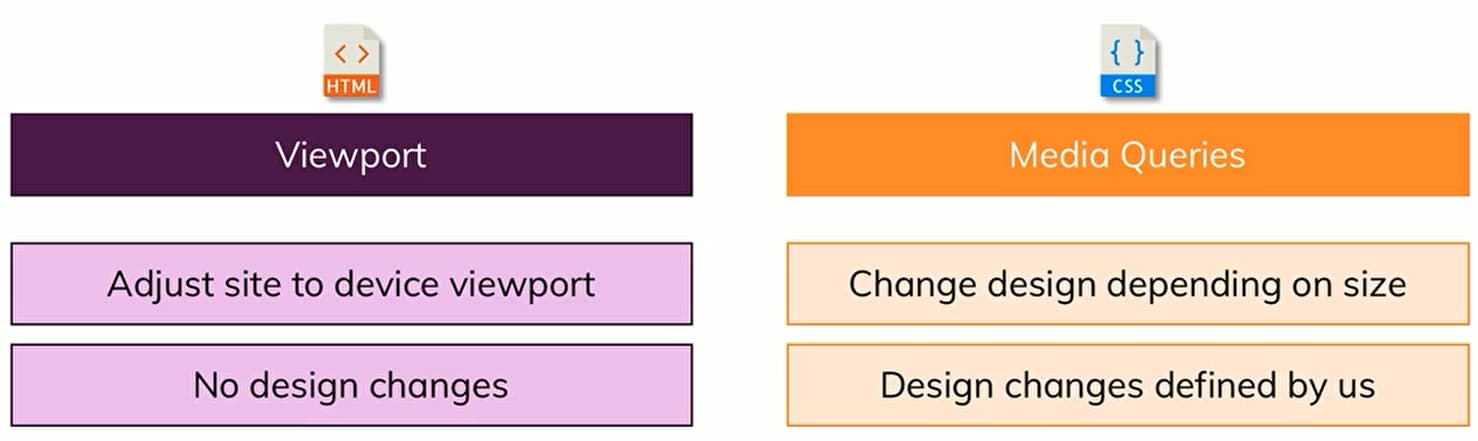 < >
HTML
Viewport
Adjust site to device viewport
No design changes
{ }
CSS
Media Queries
Change design depending on size
Design changes defined by us